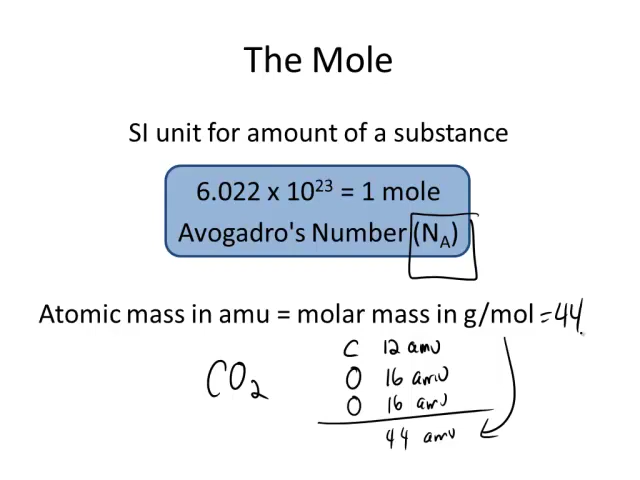 The Mole
SI unit for amount of a substance
6.022 x 10²³ = 1 mole
Avogadro's Number (N_A)
Atomic mass in amu = molar mass in g/mol = 44
C 12 amu
CO₂ O 16 amu
O 16 amu
44 amu